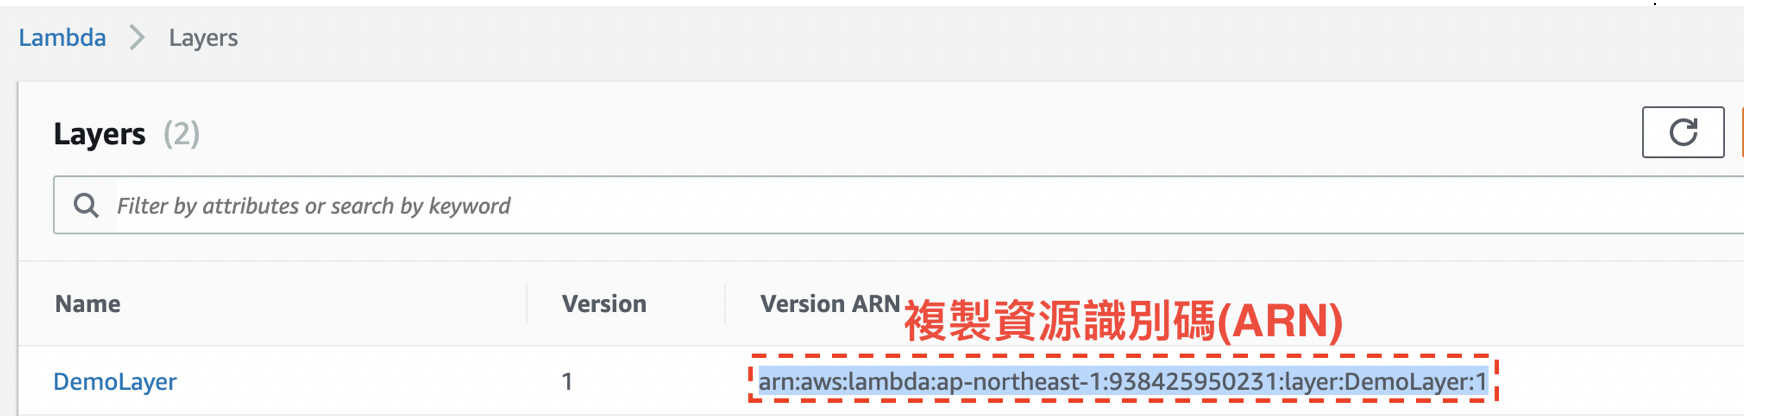 Lambda > Layers
Layers (2)
Filter by attributes or search by keyword
Name Version Version ARN
複製資源識別碼(ARN)
DemoLayer 1 arn:aws:lambda:ap-northeast-1:938425950231:layer:DemoLayer:1